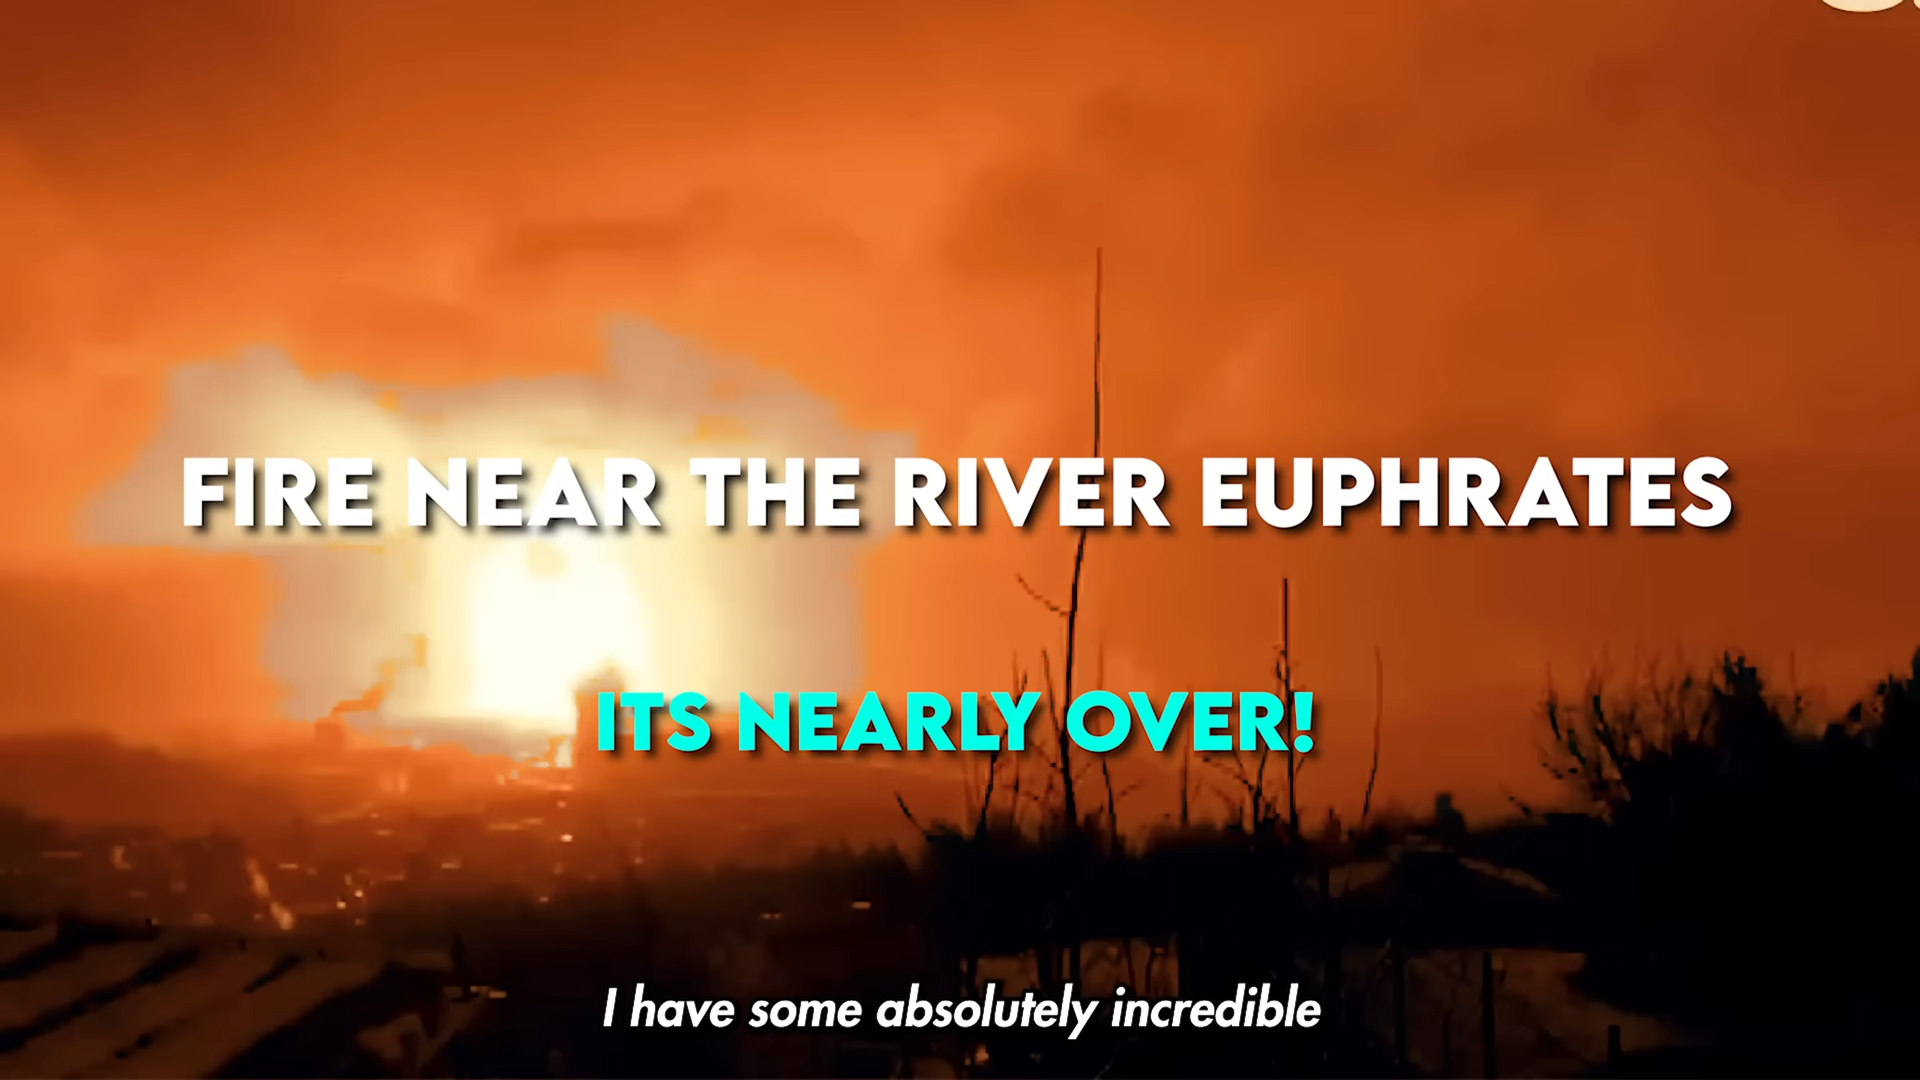 FIRE NEAR THE RIVER EUPHRATES
ITS NEARLY OVER!
I have some absolutely incredible